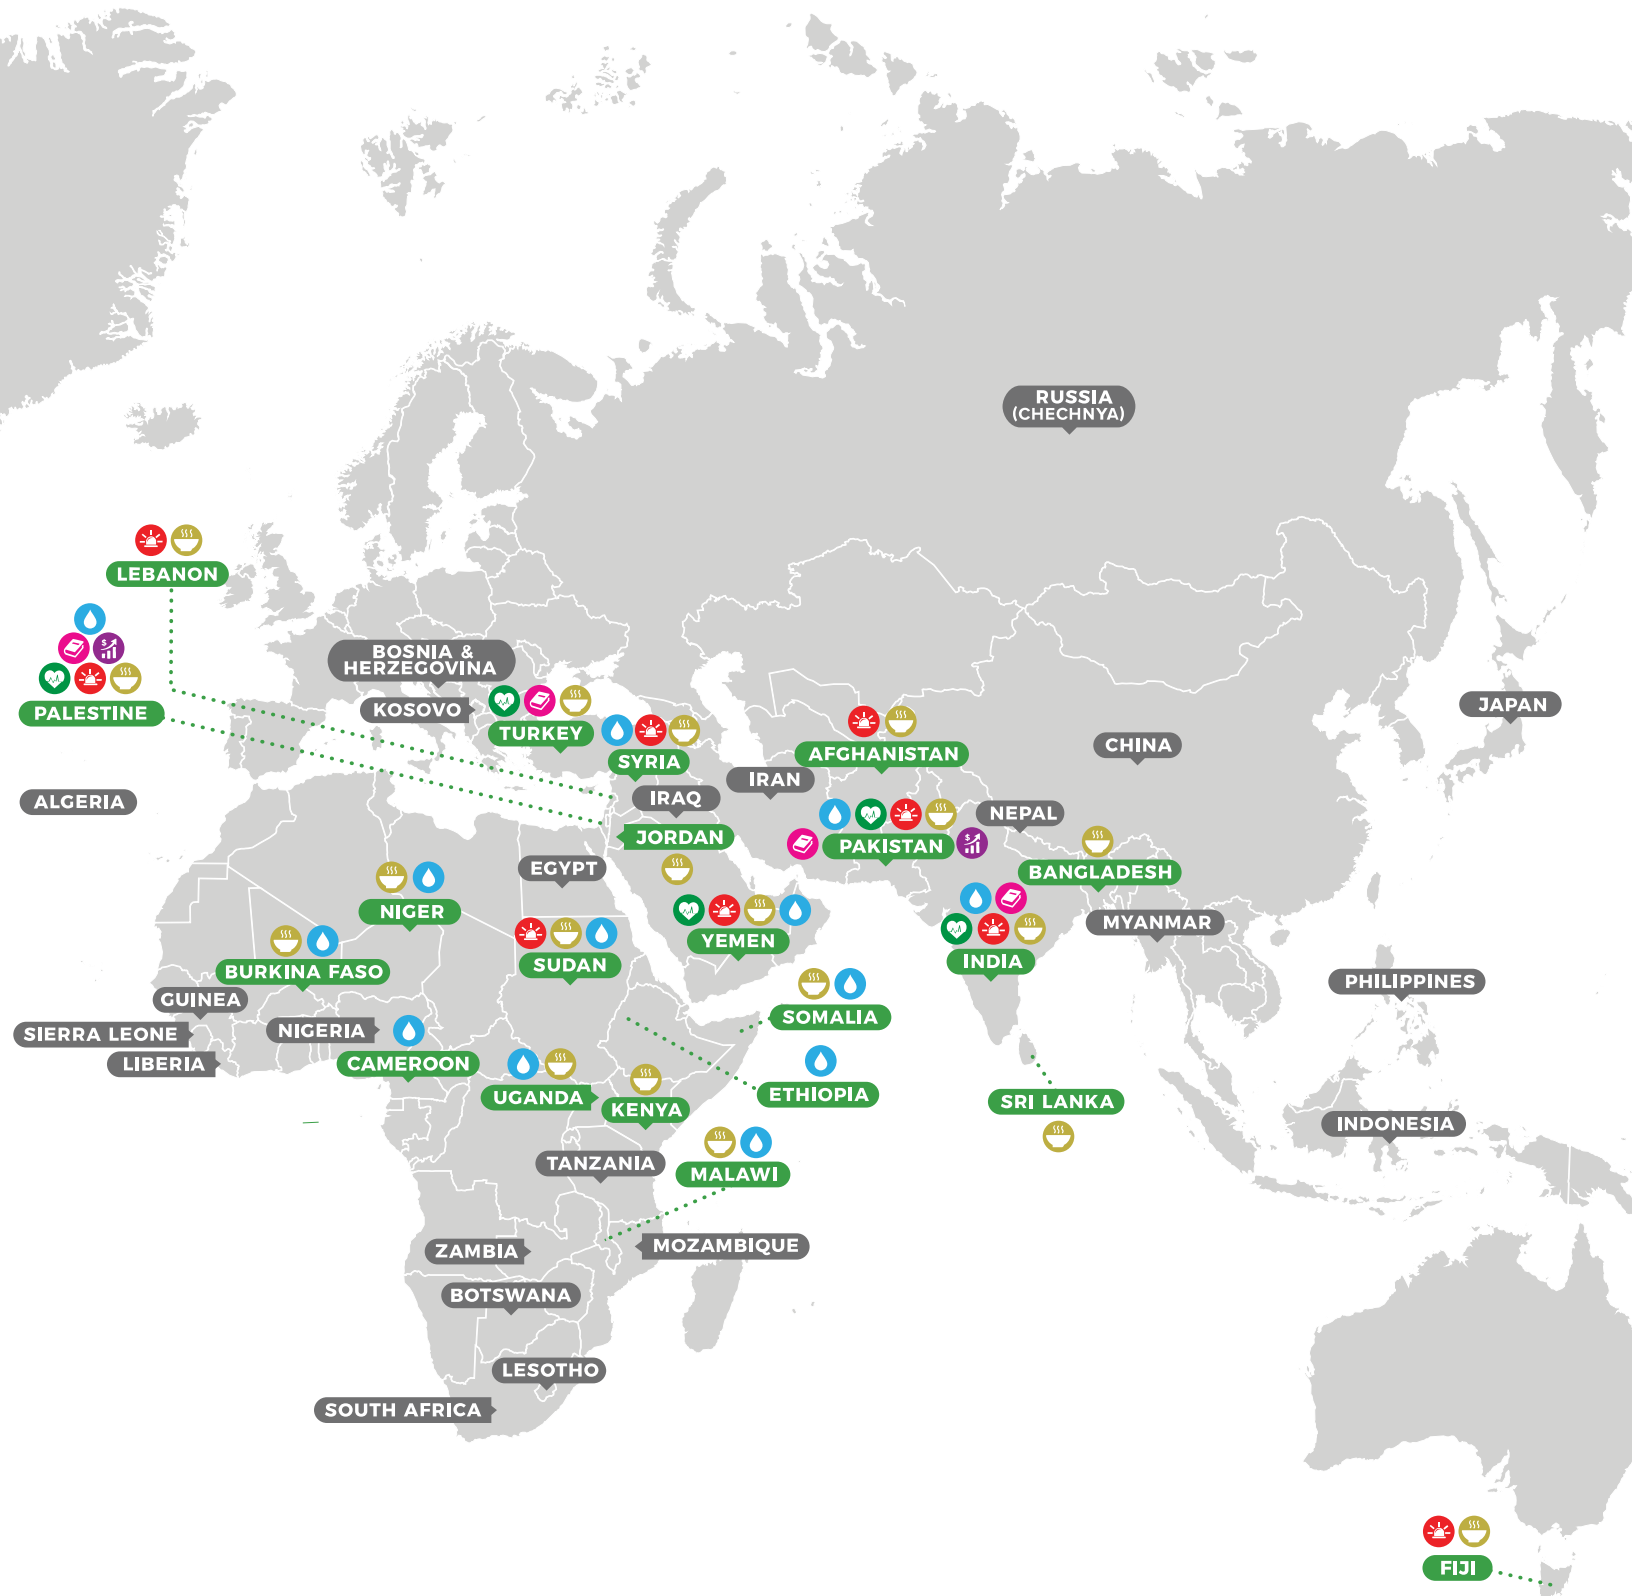 RUSSIA
(CHECHNYA)
LEBANON
BOSNIA &
HERZEGOVINA
KOSOVO
PALESTINE
TURKEY
SYRIA
AFGHANISTAN
CHINA
JAPAN
ALGERIA
IRAN
IRAQ
NEPAL
JORDAN
PAKISTAN
EGYPT
BANGLADESH
NIGER
MYANMAR
YEMEN
INDIA
SUDAN
BURKINA FASO
PHILIPPINES
GUINEA
SOMALIA
SIERRA LEONE
NIGERIA
LIBERIA
CAMEROON
ETHIOPIA
UGANDA
KENYA
SRI LANKA
INDONESIA
TANZANIA
MALAWI
ZAMBIA
MOZAMBIQUE
BOTSWANA
LESOTHO
SOUTH AFRICA
FIJI